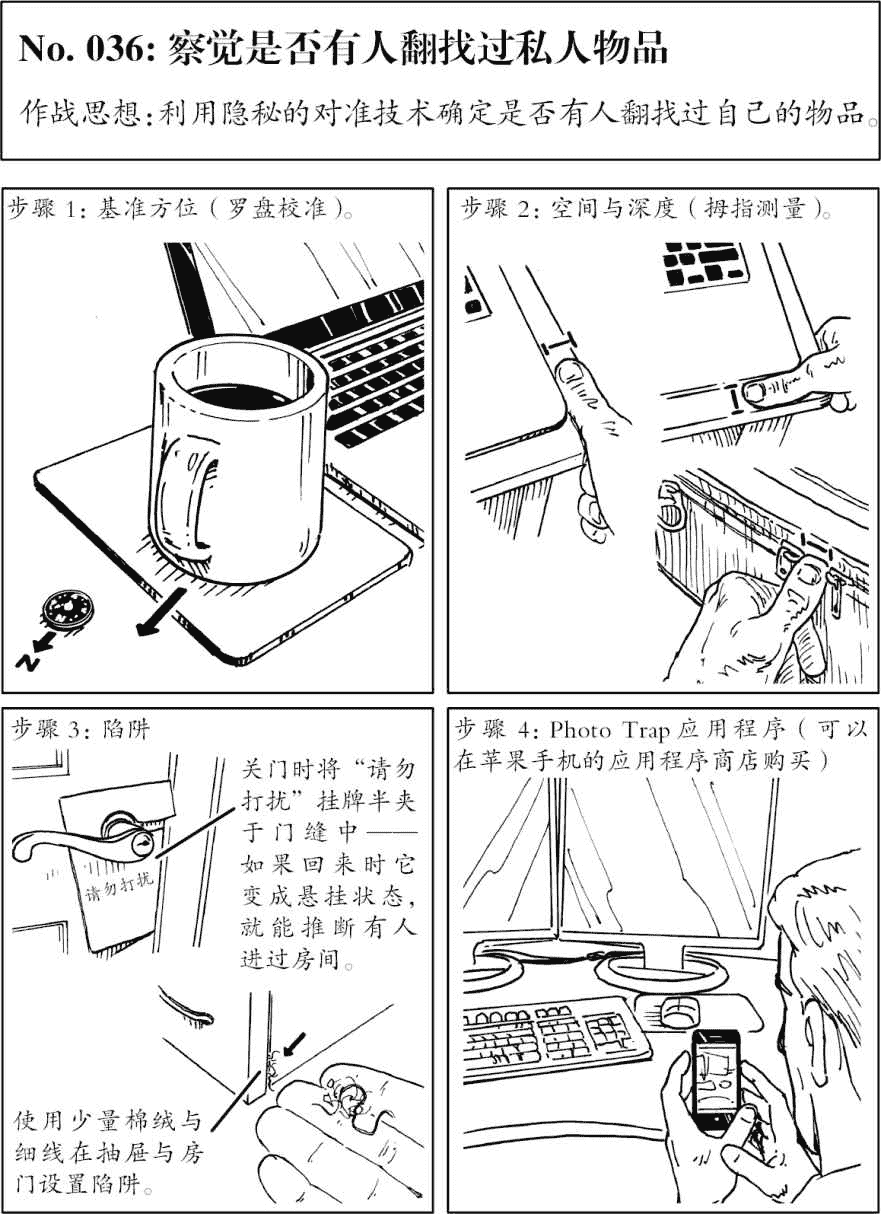 No. 036: 察觉是否有人翻找过私人物品
作战思想:利用隐秘的对准技术确定是否有人翻找过自己的物品。
步骤 1: 基准方位（罗盘校准）。
N
步骤 2: 空间与深度（拇指测量）。
步骤 3: 陷阱
关门时将“请勿
打扰”挂牌半夹
于门缝中——
如果回来时它
变成悬挂状态,
就能推断有人
进过房间。
请勿打扰
使用少量棉绒与
细线在抽屉与房
门设置陷阱。
步骤 4: Photo Trap 应用程序（可以
在苹果手机的应用程序商店购买）